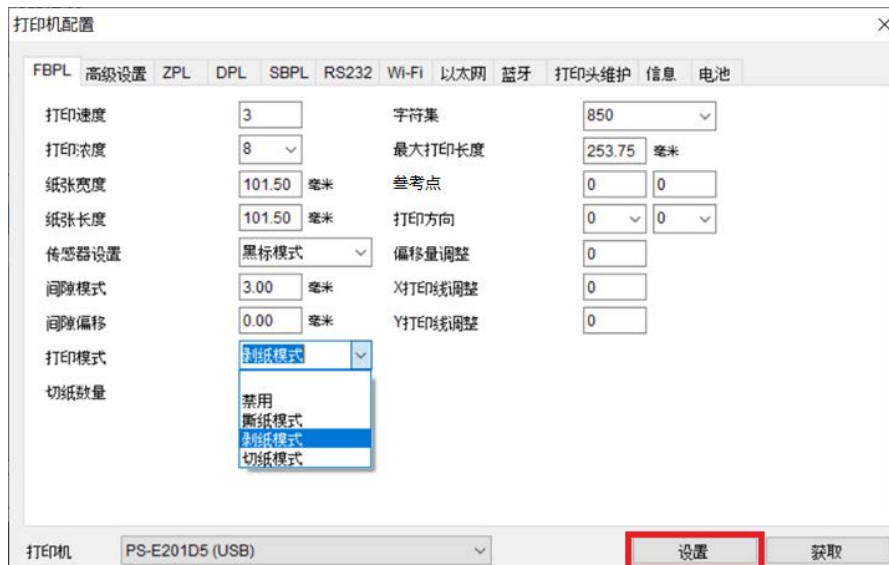 打印机配置
FBPL 高级设置 ZPL DPL SBPL RS232 Wi-Fi 以太网 蓝牙 打印头维护 信息 电池
打印速度 3 字符集 850
打印浓度 8 最大打印长度 253.75 毫米
纸张宽度 101.50 毫米 叁考点 0 0
纸张长度 101.50 毫米 打印方向 0 0
传感器设置 黑标模式 偏移量调整 0
间隙模式 3.00 毫米 X打印线调整 0
间隙偏移 0.00 毫米 Y打印线调整 0
打印模式 剥纸模式
切纸数量
禁用
撕纸模式
剥纸模式
切纸模式
打印机 PS-E201D5 (USB) 设置 获取